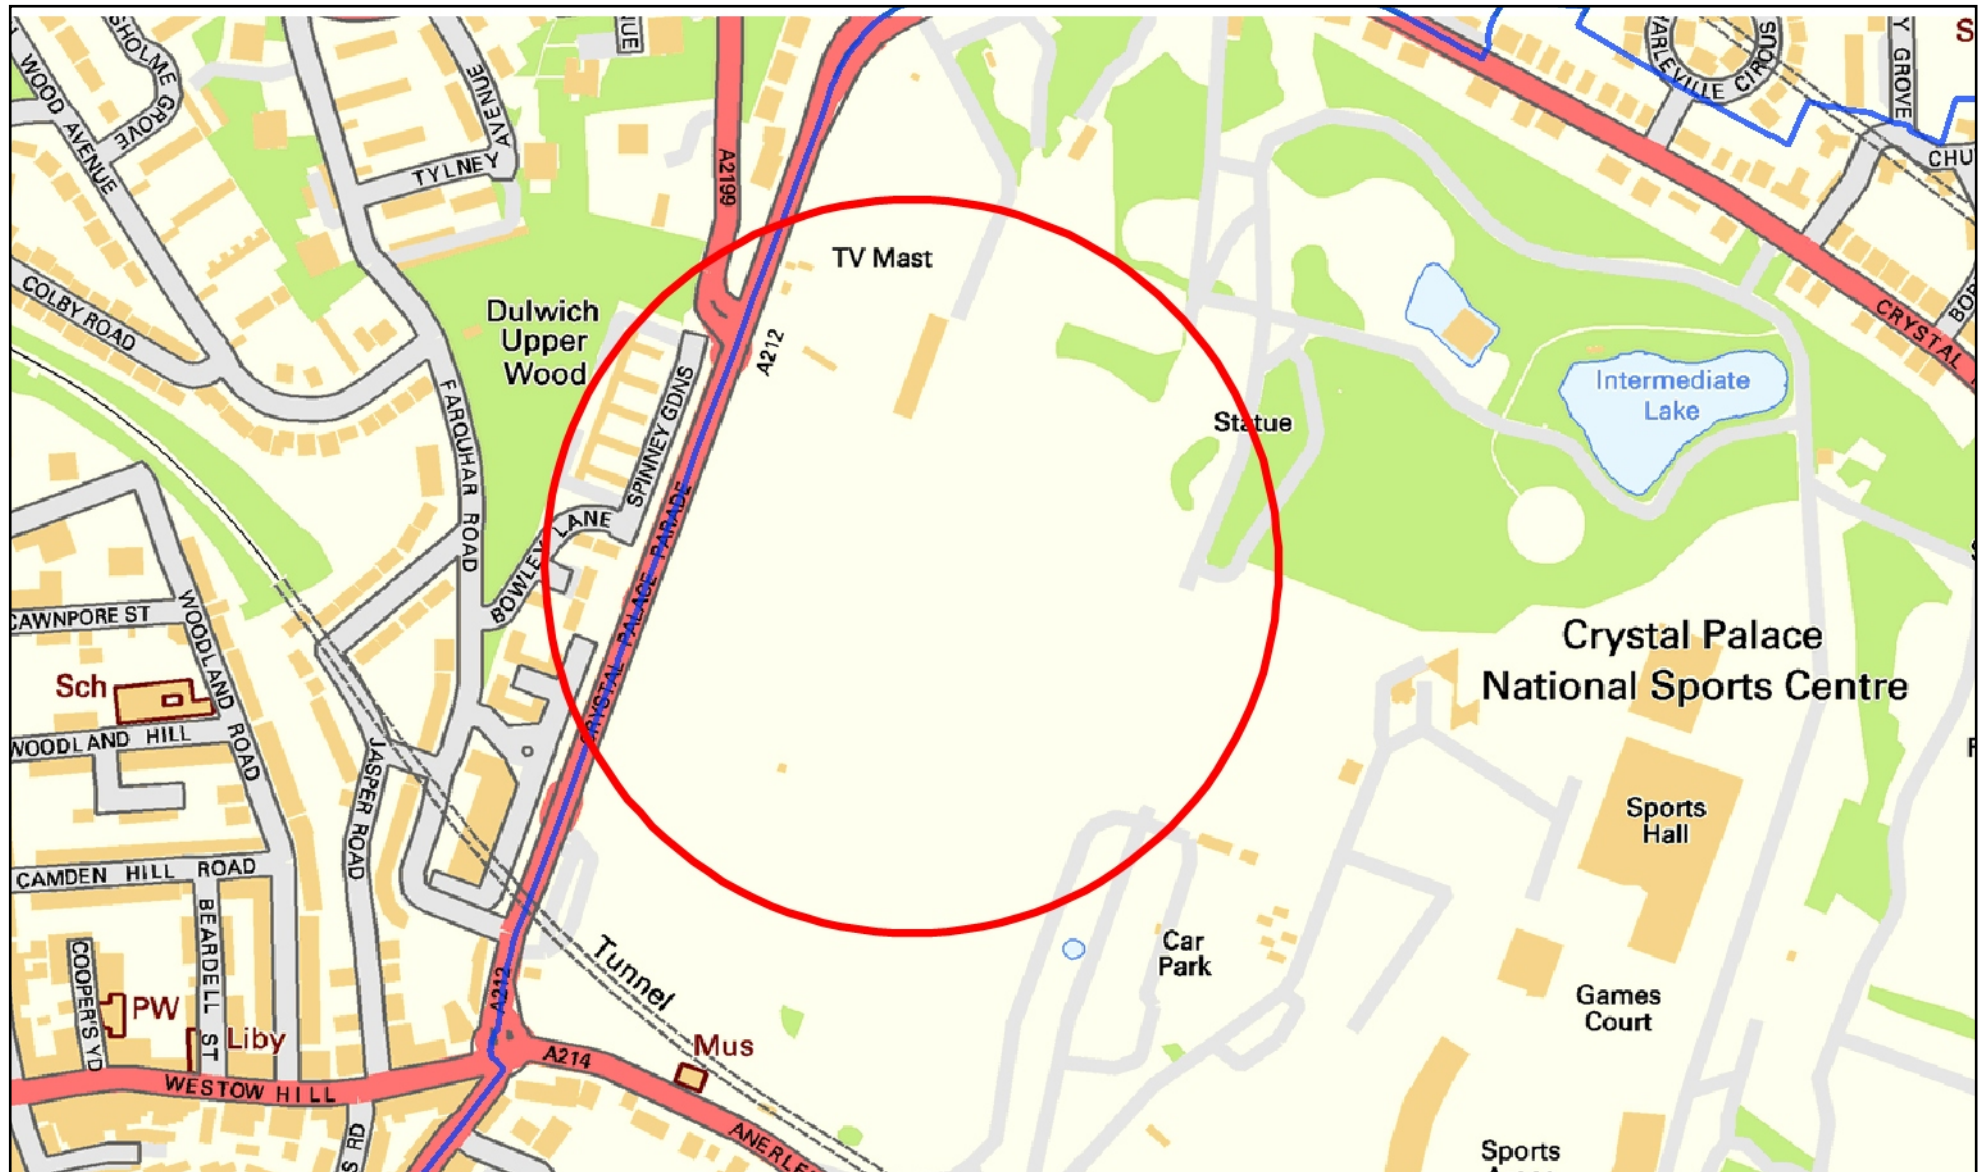 WOOD AVENUE
SHOLME GROVE
UE
AVENUE
TYLNEY
A2199
ARLEVILLE CIRCUS
Y GROVE
S
CHU
TV Mast
COLBY ROAD
Dulwich
Upper
Wood
A212
CRYSTAL
BOR
Intermediate
Lake
FARQUHAR ROAD
SPINNEY GDNS
Statue
BOWLEY LANE
CRYSTAL PALACE PARADE
CAWNPORE ST
WOODLAND ROAD
Crystal Palace
National Sports Centre
Sch
WOODLAND HILL
JASPER ROAD
Sports
Hall
CAMDEN HILL ROAD
BEARDELL ST
COOPER'S YD
PW
Liby
Tunnel
Car
Park
A212
Games
Court
Mus
A214
WESTOW HILL
ANERLE
RD
S
Sports